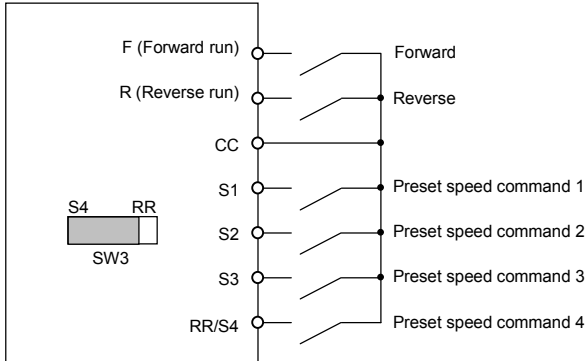 F (Forward run) Forward
R (Reverse run) Reverse
CC
S1 Preset speed command 1
S4 RR
S2 Preset speed command 2
SW3
S3 Preset speed command 3
RR/S4 Preset speed command 4